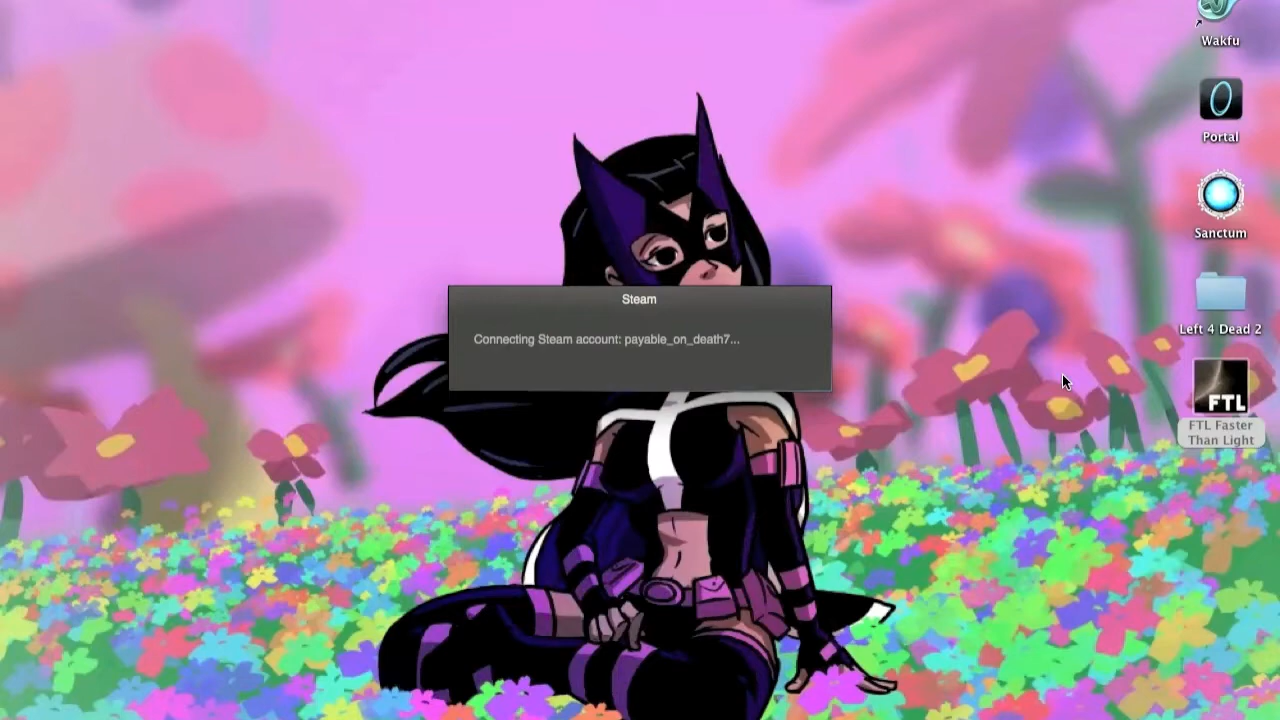 Wakfu
Portal
Sanctum
Steam
Connecting Steam account: payable_on_death7...
Left 4 Dead 2
FTL
FTL Faster
Than Light